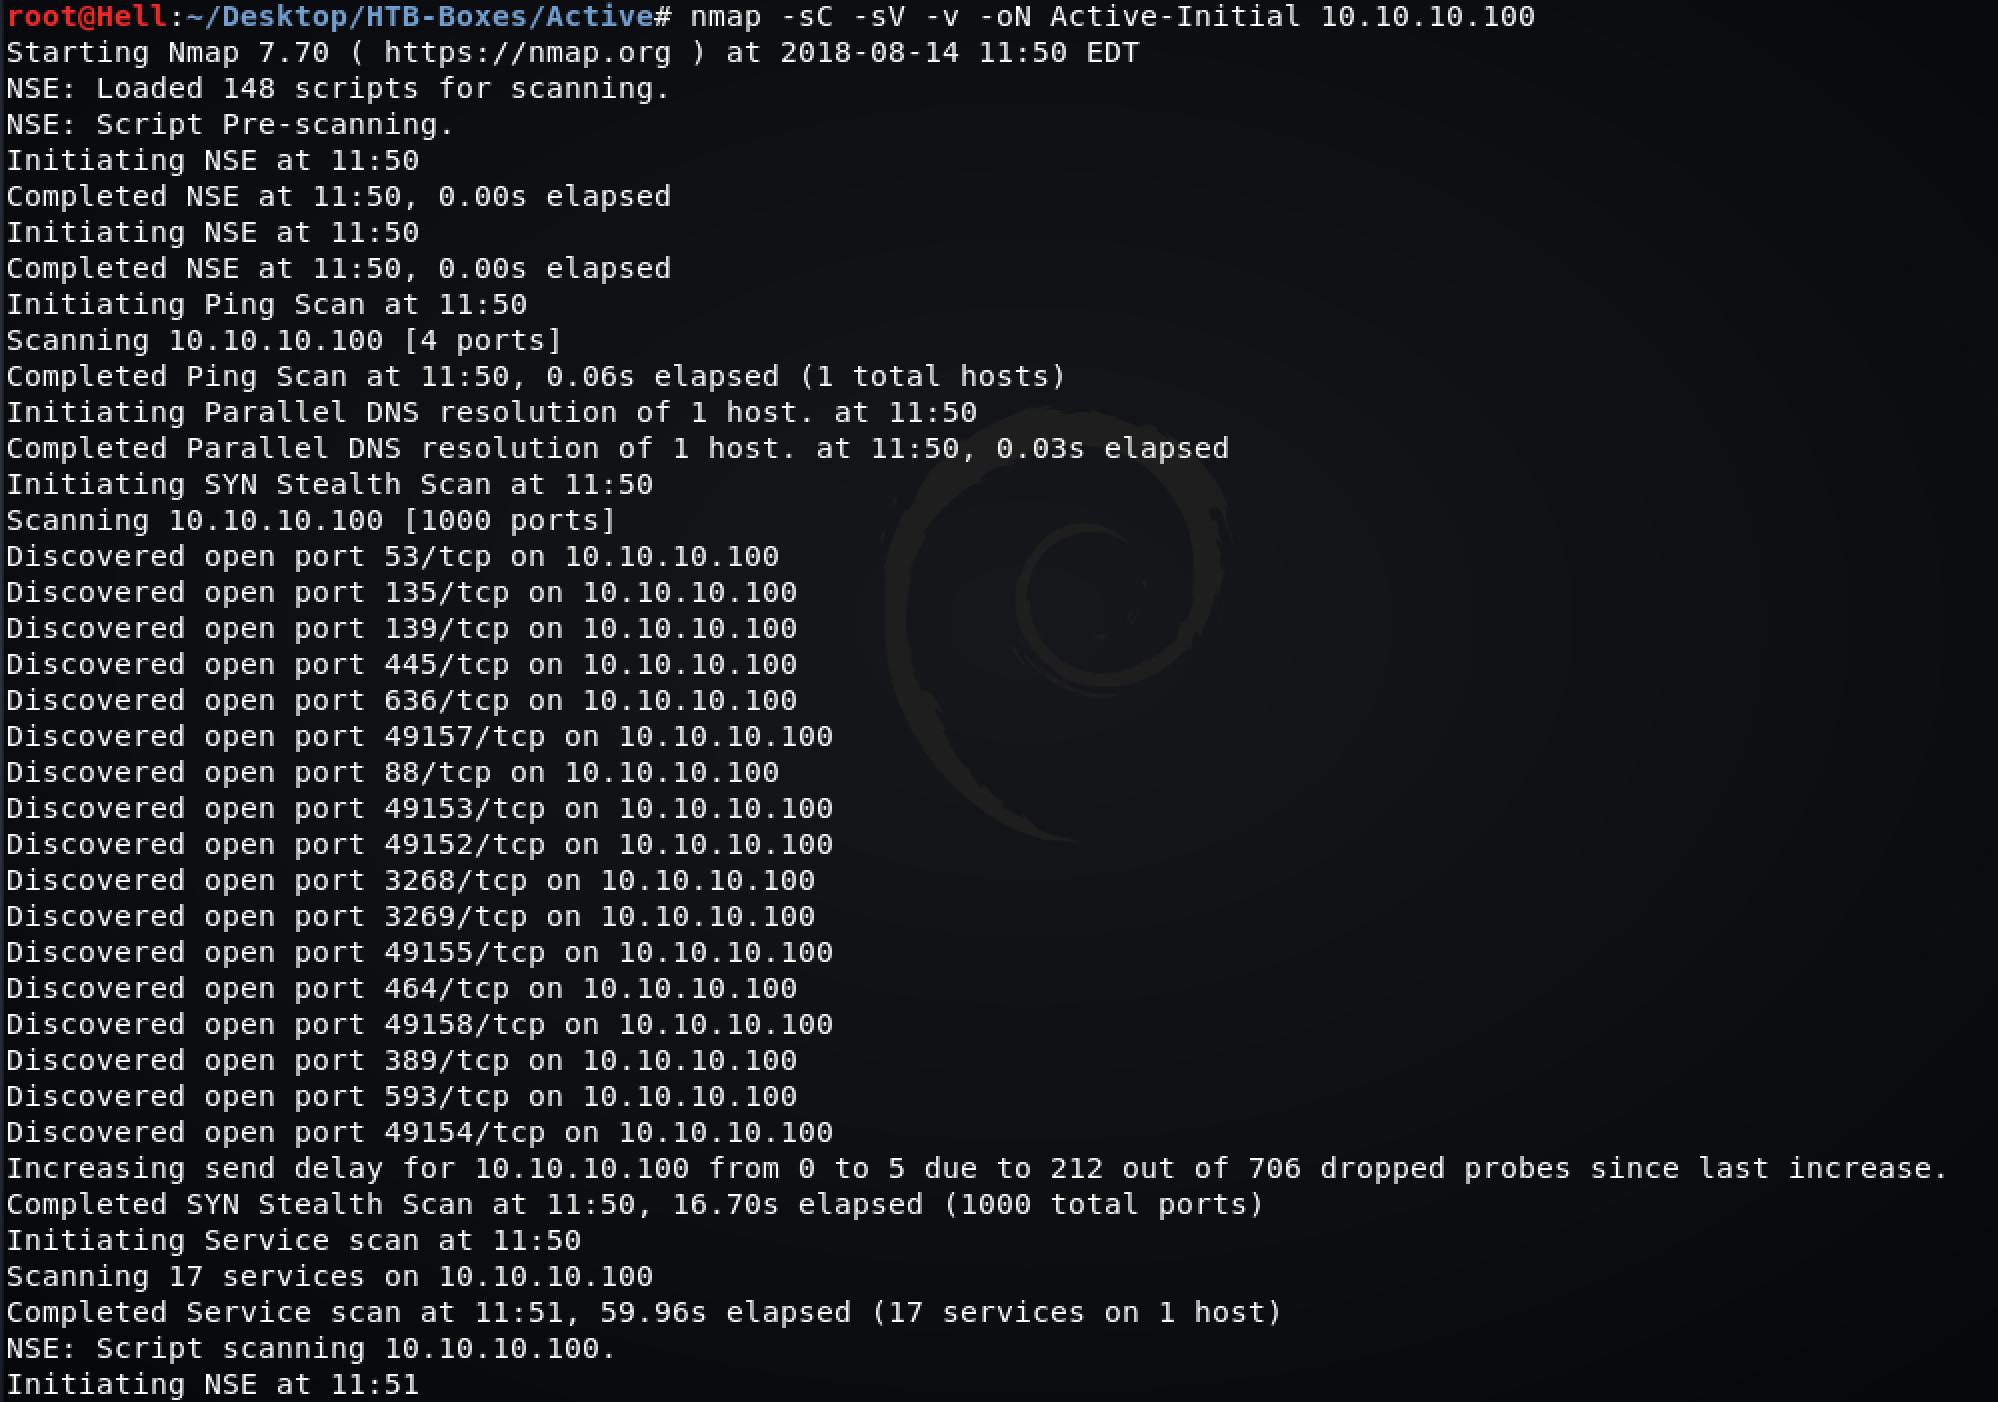 root@Hell:~/Desktop/HTB-Boxes/Active# nmap -sC -sV -v -oN Active-Initial 10.10.10.100
Starting Nmap 7.70 ( https://nmap.org ) at 2018-08-14 11:50 EDT
NSE: Loaded 148 scripts for scanning.
NSE: Script Pre-scanning.
Initiating NSE at 11:50
Completed NSE at 11:50, 0.00s elapsed
Initiating NSE at 11:50
Completed NSE at 11:50, 0.00s elapsed
Initiating Ping Scan at 11:50
Scanning 10.10.10.100 [4 ports]
Completed Ping Scan at 11:50, 0.06s elapsed (1 total hosts)
Initiating Parallel DNS resolution of 1 host. at 11:50
Completed Parallel DNS resolution of 1 host. at 11:50, 0.03s elapsed
Initiating SYN Stealth Scan at 11:50
Scanning 10.10.10.100 [1000 ports]
Discovered open port 53/tcp on 10.10.10.100
Discovered open port 135/tcp on 10.10.10.100
Discovered open port 139/tcp on 10.10.10.100
Discovered open port 445/tcp on 10.10.10.100
Discovered open port 636/tcp on 10.10.10.100
Discovered open port 49157/tcp on 10.10.10.100
Discovered open port 88/tcp on 10.10.10.100
Discovered open port 49153/tcp on 10.10.10.100
Discovered open port 49152/tcp on 10.10.10.100
Discovered open port 3268/tcp on 10.10.10.100
Discovered open port 3269/tcp on 10.10.10.100
Discovered open port 49155/tcp on 10.10.10.100
Discovered open port 464/tcp on 10.10.10.100
Discovered open port 49158/tcp on 10.10.10.100
Discovered open port 389/tcp on 10.10.10.100
Discovered open port 593/tcp on 10.10.10.100
Discovered open port 49154/tcp on 10.10.10.100
Increasing send delay for 10.10.10.100 from 0 to 5 due to 212 out of 706 dropped probes since last increase.
Completed SYN Stealth Scan at 11:50, 16.70s elapsed (1000 total ports)
Initiating Service scan at 11:50
Scanning 17 services on 10.10.10.100
Completed Service scan at 11:51, 59.96s elapsed (17 services on 1 host)
NSE: Script scanning 10.10.10.100.
Initiating NSE at 11:51